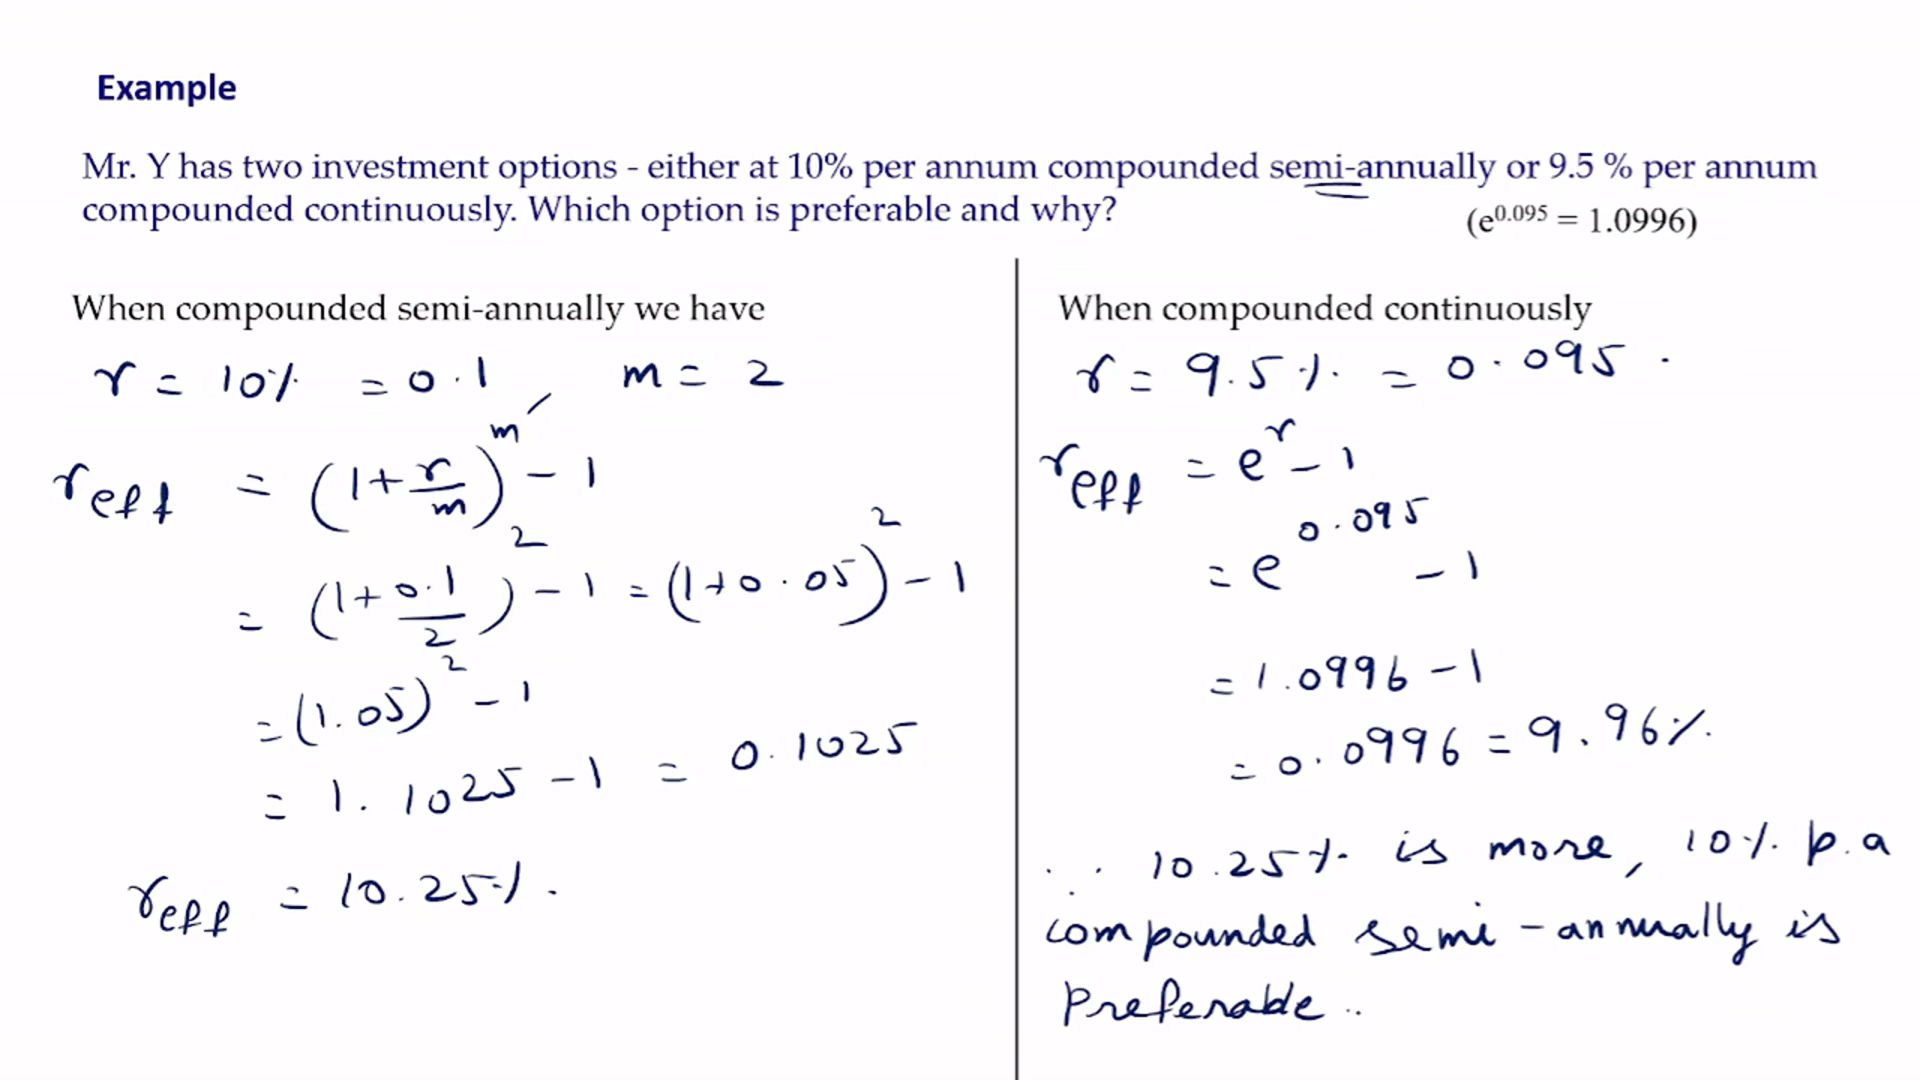 Example
Mr. Y has two investment options - either at 10% per annum compounded semi-annually or 9.5 % per annum
compounded continuously. Which option is preferable and why?
(e^0.095 = 1.0996)
When compounded semi-annually we have
r = 10% = 0.1, m = 2
r_eff = (1 + r/m)^m - 1
= (1 + 0.1/2)^2 - 1 = (1 + 0.05)^2 - 1
= (1.05)^2 - 1
= 1.1025 - 1 = 0.1025
r_eff = 10.25%.
When compounded continuously
r = 9.5% = 0.095.
r_eff = e^r - 1
= e^0.095 - 1
= 1.0996 - 1
= 0.0996 = 9.96%.
∵ 10.25% is more, 10% p.a
compounded semi-annually is
Preferable..